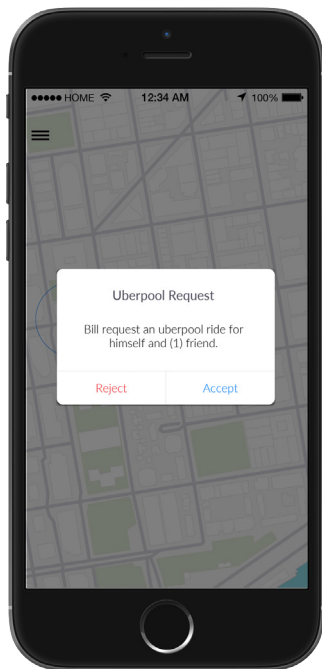 HOME 12:34 AM 100%
Uberpool Request
Bill request an uberpool ride for
himself and (1) friend.
Reject Accept